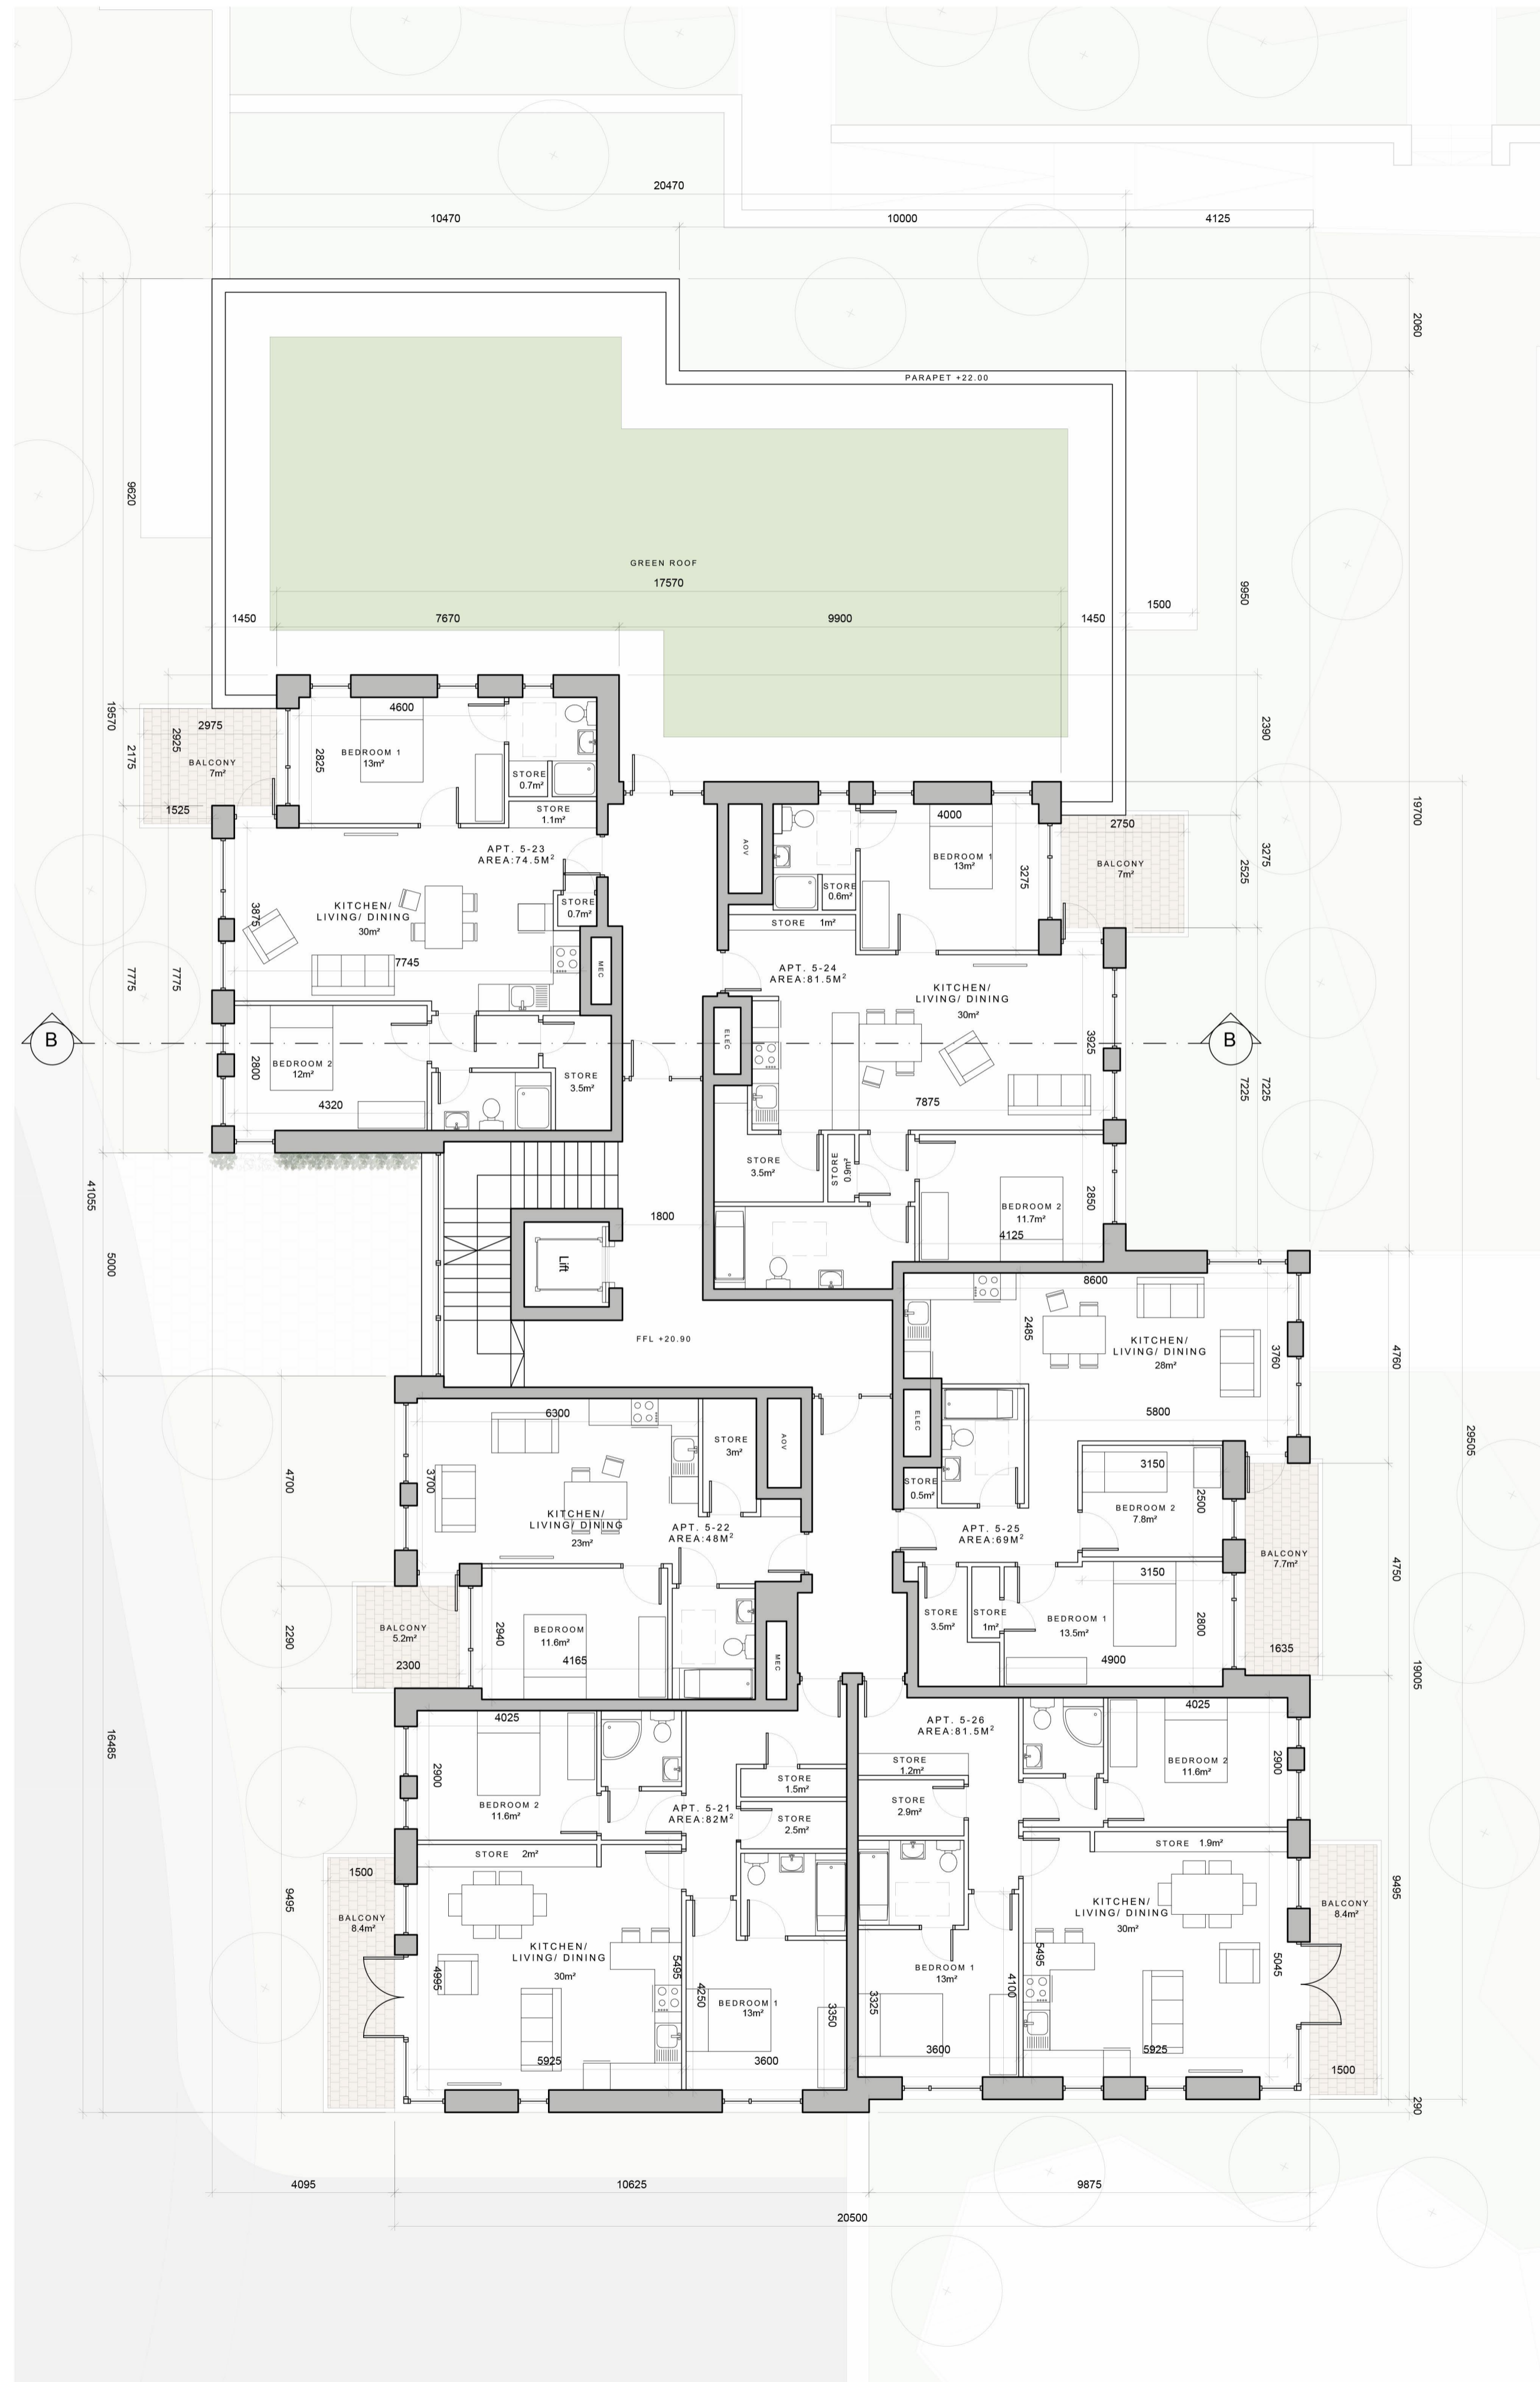 20470
10470
10000
4125
2060
PARAPET +22.00
9620
GREEN ROOF
17570
9950
1450
7670
9900
1450
1500
19570
2975
2925
2175
BALCONY
7m²
1525
4600
BEDROOM 1
13m²
2825
STORE
0.7m²
STORE
1.1m²
2390
19700
APT. 5-23
AREA:74.5M²
KITCHEN/
LIVING/ DINING
30m²
3875
7745
STORE
0.7m²
MEC
7775
7775
AOV
STORE
0.6m²
STORE 1m²
4000
BEDROOM 1
13m²
3275
2750
BALCONY
7m²
2525
3275
APT. 5-24
AREA:81.5M²
KITCHEN/
LIVING/ DINING
30m²
3925
7875
ELEC
B
B
BEDROOM 2
12m²
2800
4320
STORE
3.5m²
7225
7225
STORE
3.5m²
STORE
0.9m²
BEDROOM 2
11.7m²
2850
4125
41055
5000
1800
Lift
FFL +20.90
8600
2485
KITCHEN/
LIVING/ DINING
28m²
3760
4760
5800
ELEC
29505
6300
3700
KITCHEN/
LIVING/ DINING
23m²
STORE
3m²
AOV
APT. 5-22
AREA:48M²
4700
STORE
0.5m²
APT. 5-25
AREA:69M²
3150
2500
BEDROOM 2
7.8m²
BALCONY
7.7m²
4750
3150
BALCONY
5.2m²
2300
2290
2940
BEDROOM
11.6m²
4165
MEC
STORE
3.5m²
STORE
1m²
BEDROOM 1
13.5m²
2800
4900
1635
19005
16485
4025
2900
BEDROOM 2
11.6m²
STORE
1.5m²
APT. 5-21
AREA:82M²
STORE
2.5m²
STORE 2m²
APT. 5-26
AREA:81.5M²
STORE
1.2m²
STORE
2.9m²
4025
BEDROOM 2
11.6m²
2900
STORE 1.9m²
1500
BALCONY
8.4m²
9495
KITCHEN/
LIVING/ DINING
30m²
4995
5495
5925
4250
BEDROOM 1
13m²
3350
3600
BEDROOM 1
13m²
3325
4100
3600
5495
KITCHEN/
LIVING/ DINING
30m²
5045
5925
BALCONY
8.4m²
1500
9495
290
4095
10625
9875
20500